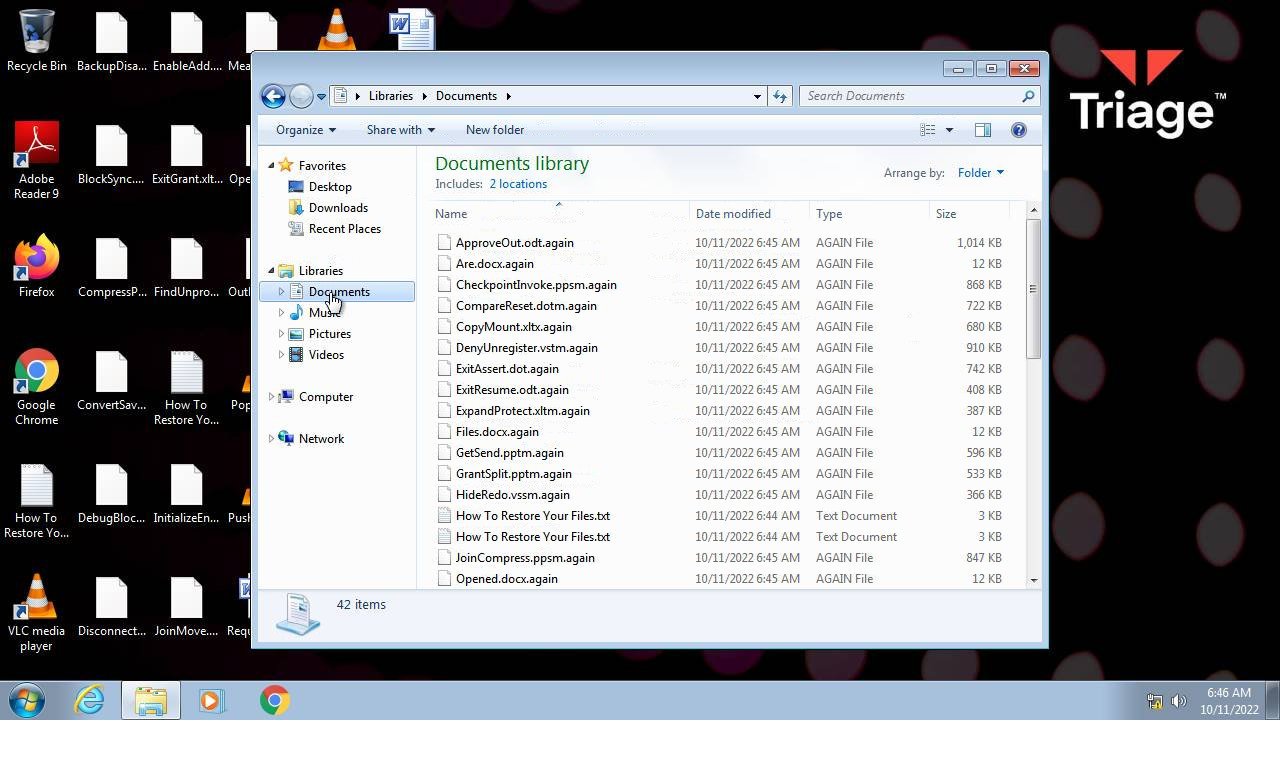 Recycle Bin
BackupDisa...
EnableAdd....
Adobe
Reader 9
BlockSync....
ExitGrant.xlt...
Firefox
CompressP...
FindUnpro...
Google
Chrome
ConvertSav...
How To
Restore Yo...
How To
Restore Yo...
DebugBloc...
InitializeEn...
VLC media
player
Disconnect...
JoinMove....
Libraries
Documents
Search Documents
Organize
Share with
New folder
Favorites
Desktop
Downloads
Recent Places
Libraries
Documents
Music
Pictures
Videos
Computer
Network
Documents library
Includes: 2 locations
Arrange by: Folder
Name Date modified Type Size
ApproveOut.odt.again 10/11/2022 6:45 AM AGAIN File 1,014 KB
Are.docx.again 10/11/2022 6:45 AM AGAIN File 12 KB
CheckpointInvoke.ppsm.again 10/11/2022 6:45 AM AGAIN File 868 KB
CompareReset.dotm.again 10/11/2022 6:45 AM AGAIN File 722 KB
CopyMount.xltx.again 10/11/2022 6:45 AM AGAIN File 680 KB
DenyUnregister.vstm.again 10/11/2022 6:45 AM AGAIN File 910 KB
ExitAssert.dot.again 10/11/2022 6:45 AM AGAIN File 742 KB
ExitResume.odt.again 10/11/2022 6:45 AM AGAIN File 408 KB
ExpandProtect.xltm.again 10/11/2022 6:45 AM AGAIN File 387 KB
Files.docx.again 10/11/2022 6:45 AM AGAIN File 12 KB
GetSend.pptm.again 10/11/2022 6:45 AM AGAIN File 596 KB
GrantSplit.pptm.again 10/11/2022 6:45 AM AGAIN File 533 KB
HideRedo.vssm.again 10/11/2022 6:45 AM AGAIN File 366 KB
How To Restore Your Files.txt 10/11/2022 6:44 AM Text Document 3 KB
How To Restore Your Files.txt 10/11/2022 6:44 AM Text Document 3 KB
JoinCompress.ppsm.again 10/11/2022 6:45 AM AGAIN File 847 KB
Opened.docx.again 10/11/2022 6:45 AM AGAIN File 12 KB
42 items
Triage™
6:46 AM
10/11/2022